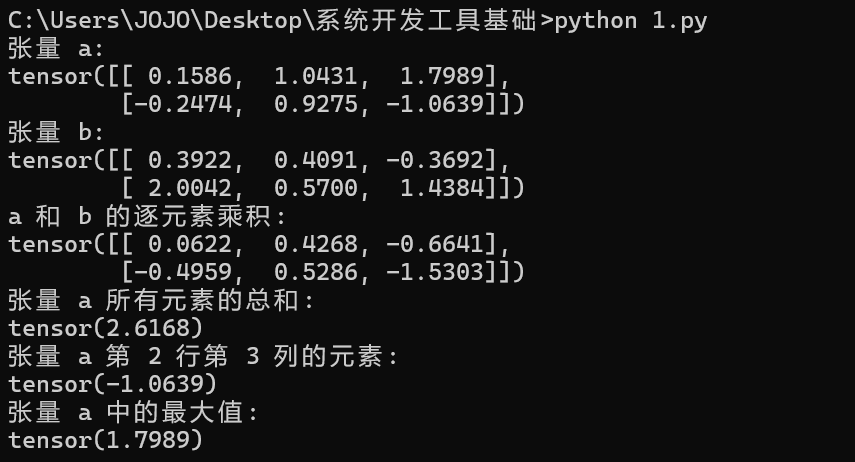 C:\Users\JOJO\Desktop\系统开发工具基础>python 1.py
张量 a:
tensor([[ 0.1586,  1.0431,  1.7989],
        [-0.2474,  0.9275, -1.0639]])
张量 b:
tensor([[ 0.3922,  0.4091, -0.3692],
        [ 2.0042,  0.5700,  1.4384]])
a 和 b 的逐元素乘积:
tensor([[ 0.0622,  0.4268, -0.6641],
        [-0.4959,  0.5286, -1.5303]])
张量 a 所有元素的总和:
tensor(2.6168)
张量 a 第 2 行第 3 列的元素:
tensor(-1.0639)
张量 a 中的最大值:
tensor(1.7989)